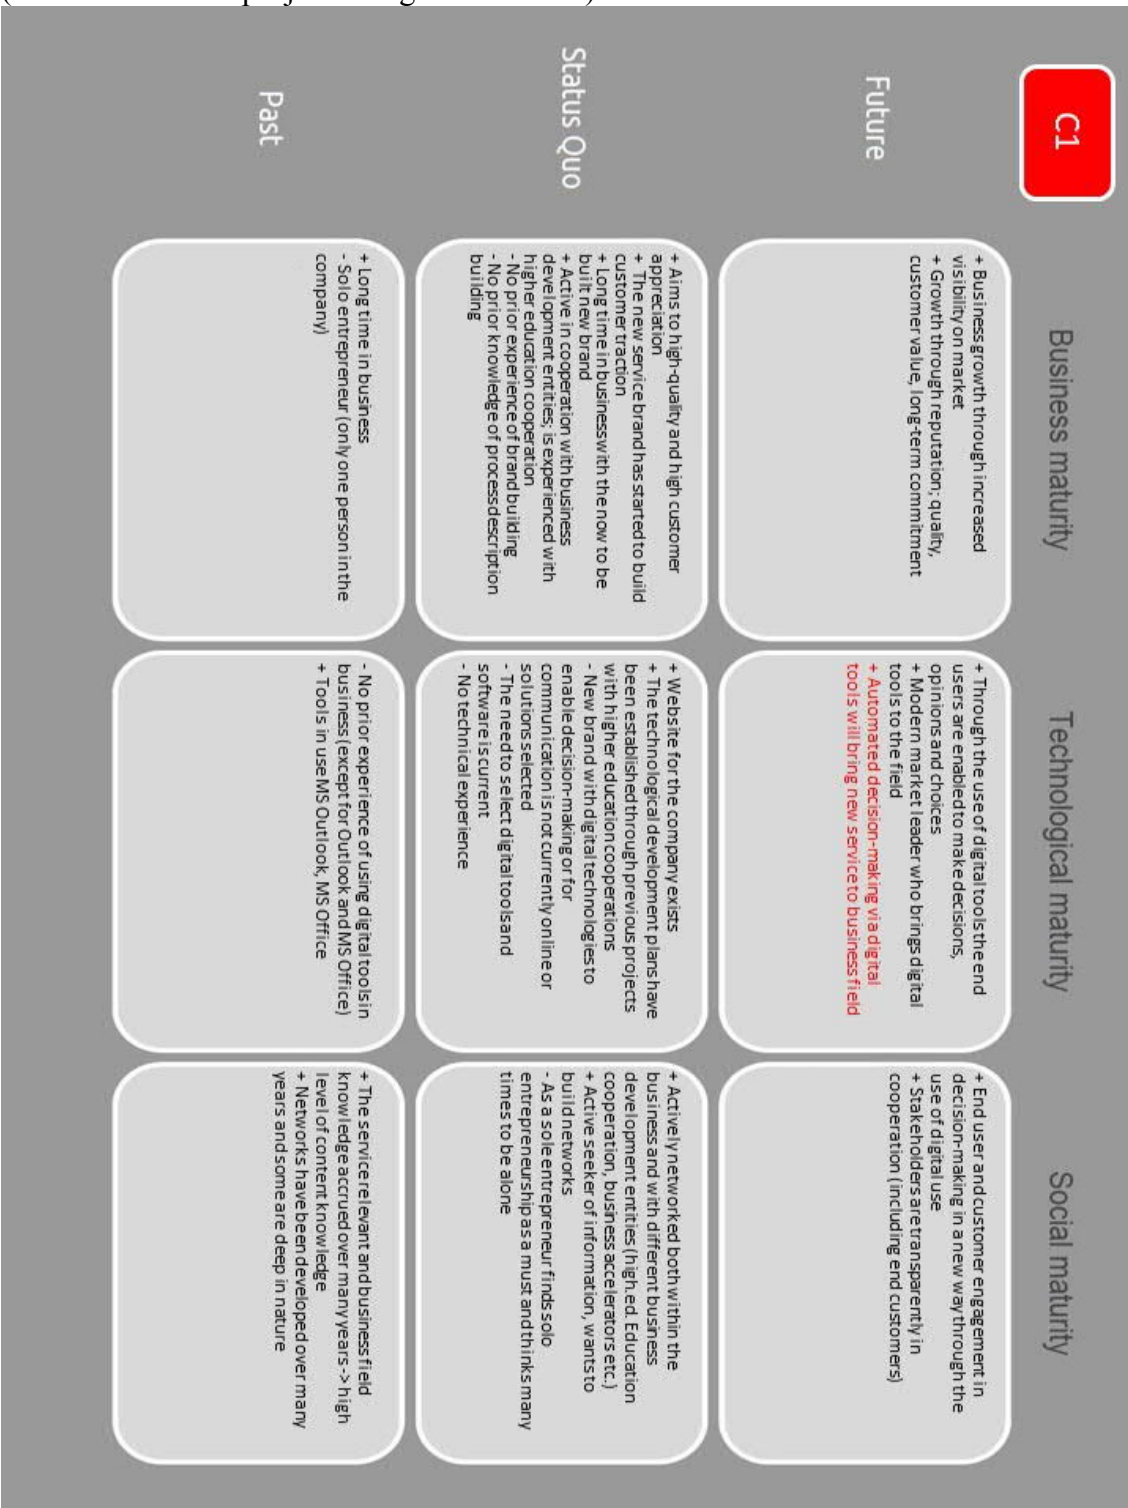 C1
Business maturity
Technological maturity
Social maturity
Future
+ Business growth through increased
visibility on market
+ Growth through reputation; quality,
customer value, long-term commitment
+ Through the use of digital tools the end
users are enabled to make decisions,
opinions and choices
+ Modern market leader who brings digital
tools to the field
+ Automated decision-making via digital
tools will bring new service to business field
+ End user and customer engagement in
decision-making in a new way through the
use of digital use
+ Stakeholders are transparently in
cooperation (including end customers)
Status Quo
+ Aims to high-quality and high customer
appreciation
+ The new service brand has started to build
customer traction
+ Long time in business with the now to be
built new brand
+ Active in cooperation with business
development entities; is experienced with
higher education cooperation
- No prior experience of brand building
- No prior knowledge of process description
building
+ Website for the company exists
+ The technological development plans have
been established through previous projects
with higher education cooperations
- New brand with digital technologies to
enable decision-making or for
communication is not currently online or
solutions selected
- The need to select digital tools and
software is current
- No technical experience
+ Actively networked both within the
business and with different business
development entities (high.ed. Education
cooperation, business accelerators etc.)
+ Active seeker of information, wants to
build networks
- As a sole entrepreneur finds solo
entrepreneurship as a must and thinks many
times to be alone
Past
+ Long time in business
- Solo entrepreneur (only one person in the
company)
- No prior experience of using digital tools in
business (except for Outlook and MS Office)
+ Tools in use MS Outlook, MS Office
+ The service relevant and business field
knowledge accrued over many years -> high
level of content knowledge
+ Networks have been developed over many
years and some are deep in nature